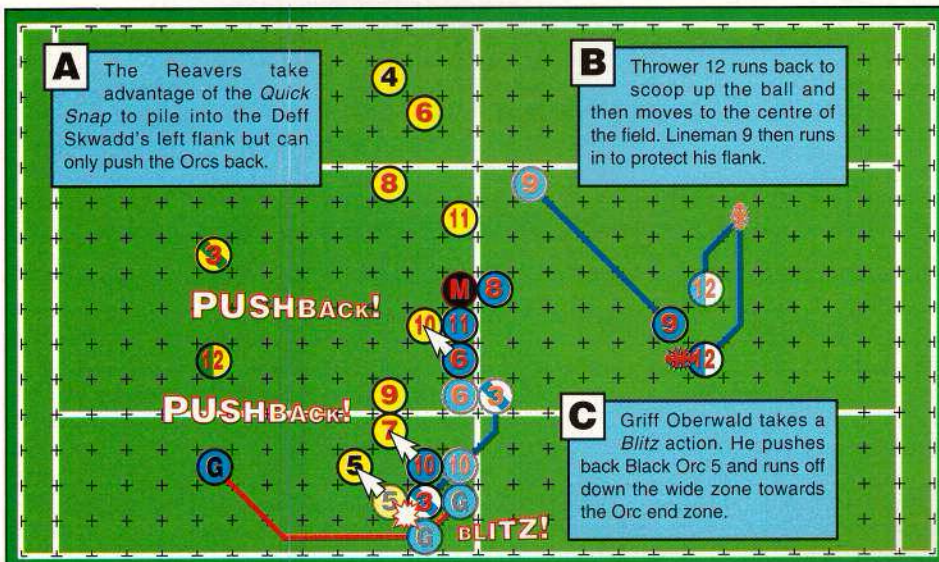 A
The Reavers take
advantage of the Quick
Snap to pile into the Deff
Skwadd's left flank but can
only push the Orcs back.
B
Thrower 12 runs back to
scoop up the ball and
then moves to the centre of
the field. Lineman 9 then runs
in to protect his flank.
4
6
8
9
11
3
12
M
8
PUSHBACK!
10
11
9
12
6
12
9
6
3
PUSHBACK!
7
C
Griff Oberwald takes a
Blitz action. He pushes
back Black Orc 5 and runs off
down the wide zone towards
the Orc end zone.
G
5
10
10
5
3
G
G
BLITZ!